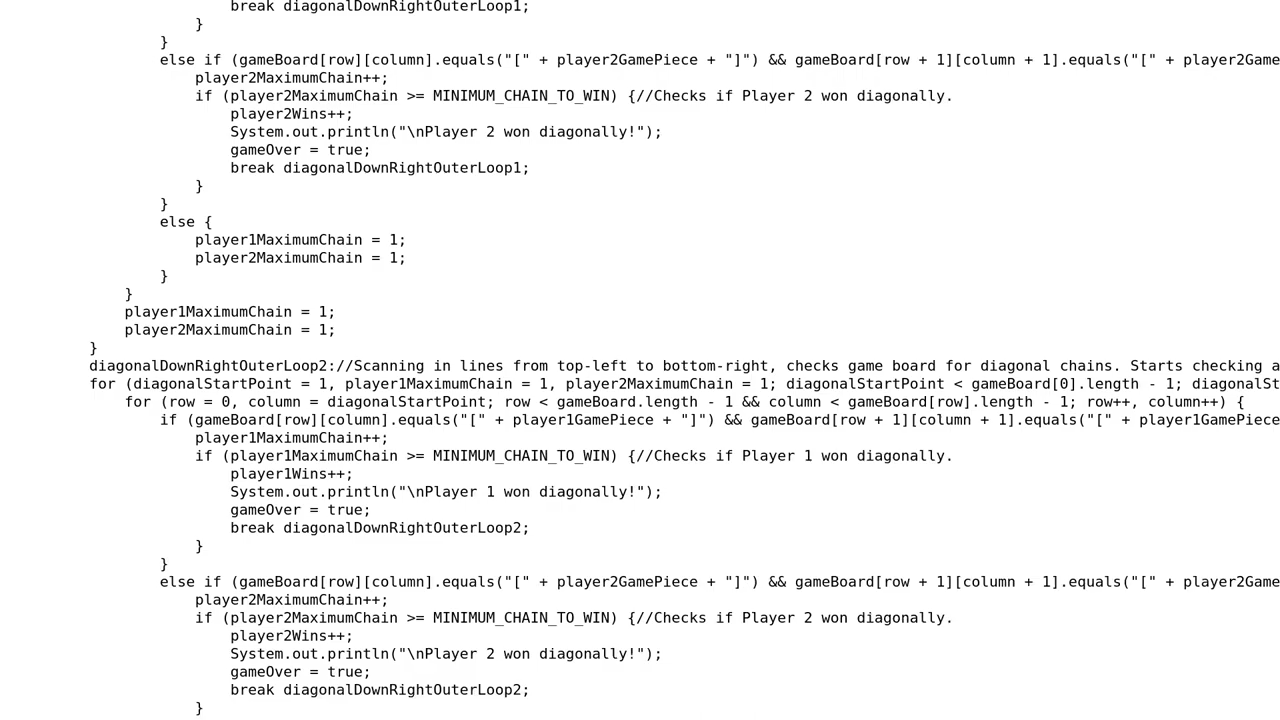 break diagonalDownRightOuterLoop1;
}
}
else if (gameBoard[row][column].equals("[" + player2GamePiece + "]") && gameBoard[row + 1][column + 1].equals("[" + player2Game
player2MaximumChain++;
if (player2MaximumChain >= MINIMUM_CHAIN_TO_WIN) {//Checks if Player 2 won diagonally.
player2Wins++;
System.out.println("\nPlayer 2 won diagonally!");
gameOver = true;
break diagonalDownRightOuterLoop1;
}
}
else {
player1MaximumChain = 1;
player2MaximumChain = 1;
}
}
player1MaximumChain = 1;
player2MaximumChain = 1;
}
diagonalDownRightOuterLoop2://Scanning in lines from top-left to bottom-right, checks game board for diagonal chains. Starts checking a
for (diagonalStartPoint = 1, player1MaximumChain = 1, player2MaximumChain = 1; diagonalStartPoint < gameBoard[0].length - 1; diagonalSt
for (row = 0, column = diagonalStartPoint; row < gameBoard.length - 1 && column < gameBoard[row].length - 1; row++, column++) {
if (gameBoard[row][column].equals("[" + player1GamePiece + "]") && gameBoard[row + 1][column + 1].equals("[" + player1GamePiece
player1MaximumChain++;
if (player1MaximumChain >= MINIMUM_CHAIN_TO_WIN) {//Checks if Player 1 won diagonally.
player1Wins++;
System.out.println("\nPlayer 1 won diagonally!");
gameOver = true;
break diagonalDownRightOuterLoop2;
}
}
else if (gameBoard[row][column].equals("[" + player2GamePiece + "]") && gameBoard[row + 1][column + 1].equals("[" + player2Game
player2MaximumChain++;
if (player2MaximumChain >= MINIMUM_CHAIN_TO_WIN) {//Checks if Player 2 won diagonally.
player2Wins++;
System.out.println("\nPlayer 2 won diagonally!");
gameOver = true;
break diagonalDownRightOuterLoop2;
}